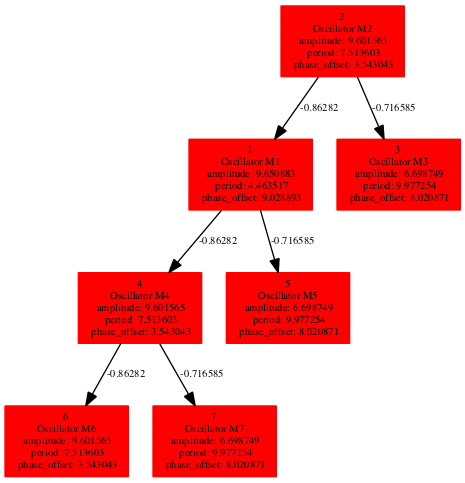 2
Oscillator M2
amplitude: 9.601565
period: 7.513603
phase_offset: 3.543043
-0.86282
-0.716585
1
Oscillator M1
amplitude: 9.650883
period: 4.463517
phase_offset: 9.028893
3
Oscillator M3
amplitude: 6.698749
period: 9.977254
phase_offset: 8.020871
-0.86282
-0.716585
4
Oscillator M4
amplitude: 9.601565
period: 7.513603
phase_offset: 3.543043
5
Oscillator M5
amplitude: 6.698749
period: 9.977254
phase_offset: 8.020871
-0.86282
-0.716585
6
Oscillator M6
amplitude: 9.601565
period: 7.513603
phase_offset: 3.543043
7
Oscillator M7
amplitude: 6.698749
period: 9.977254
phase_offset: 8.020871